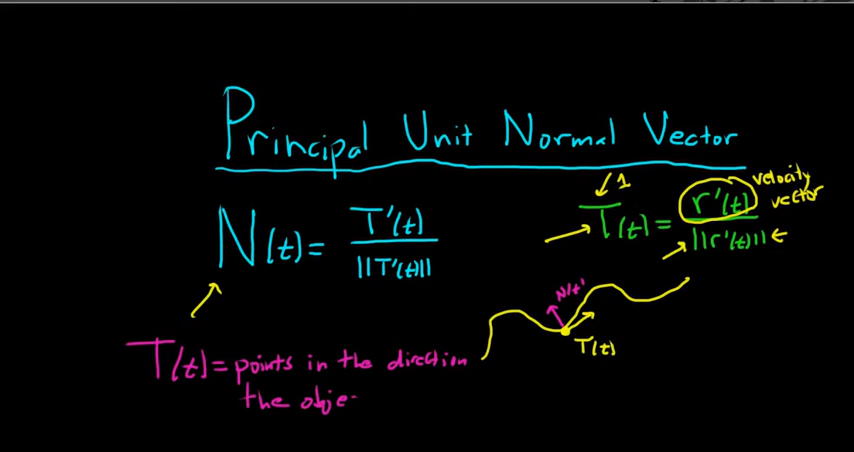 Principal Unit Normal Vector
N(t) = T'(t) / ||T'(t)||
1
T(t) = r'(t) / ||r'(t)||
velocity
vector
N(t)
T(t)
T(t) = points in the direction
the obje